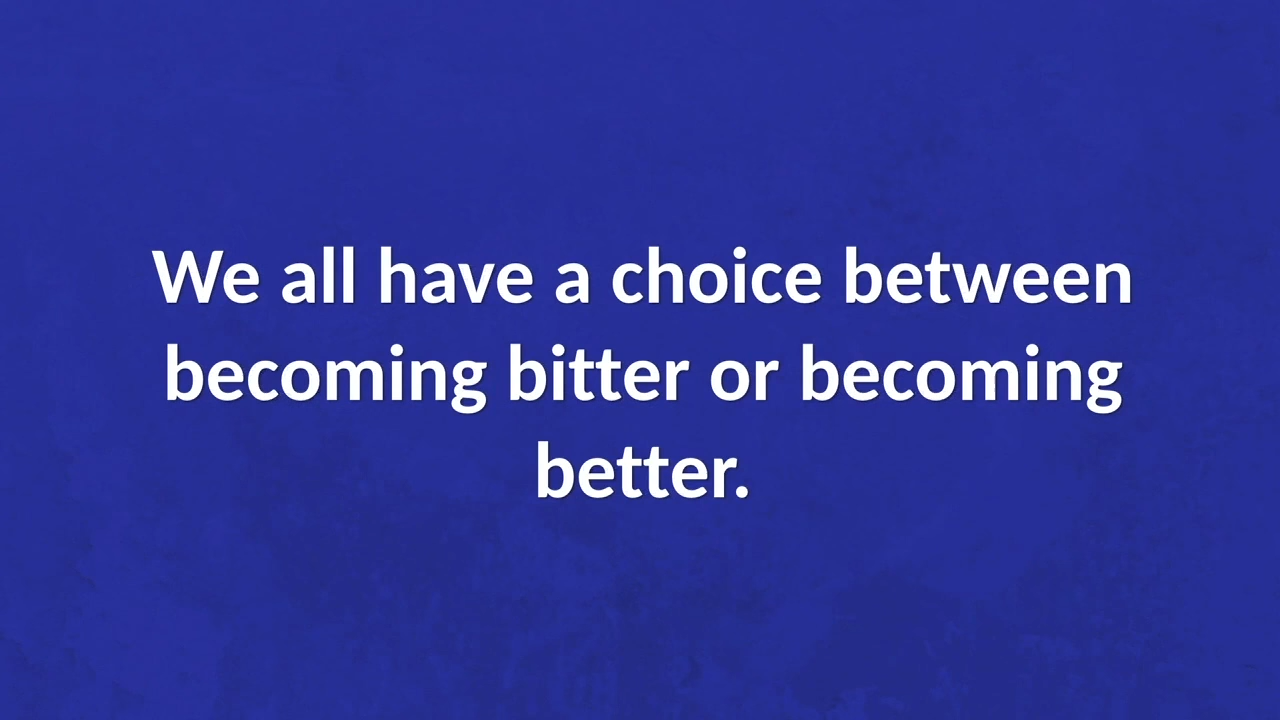 We all have a choice between
becoming bitter or becoming
better.